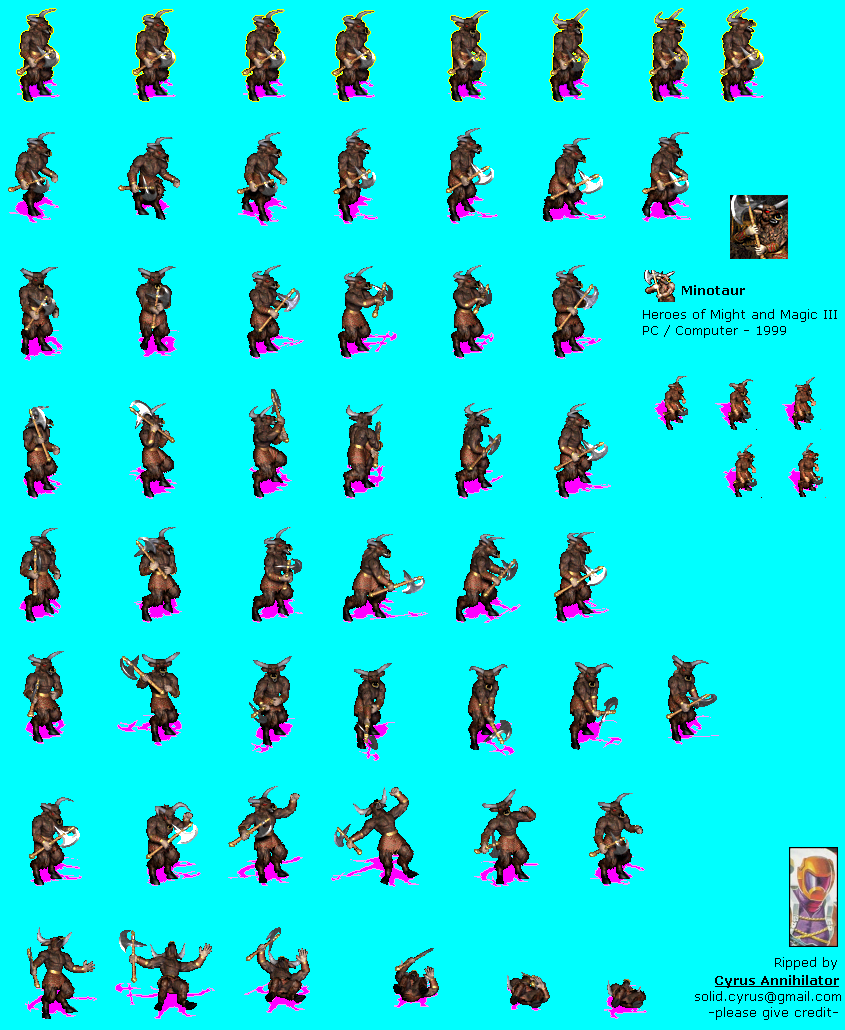 Minotaur
Heroes of Might and Magic III
PC / Computer – 1999
Ripped by
Cyrus Annihilator
solid.cyrus@gmail.com
-please give credit-